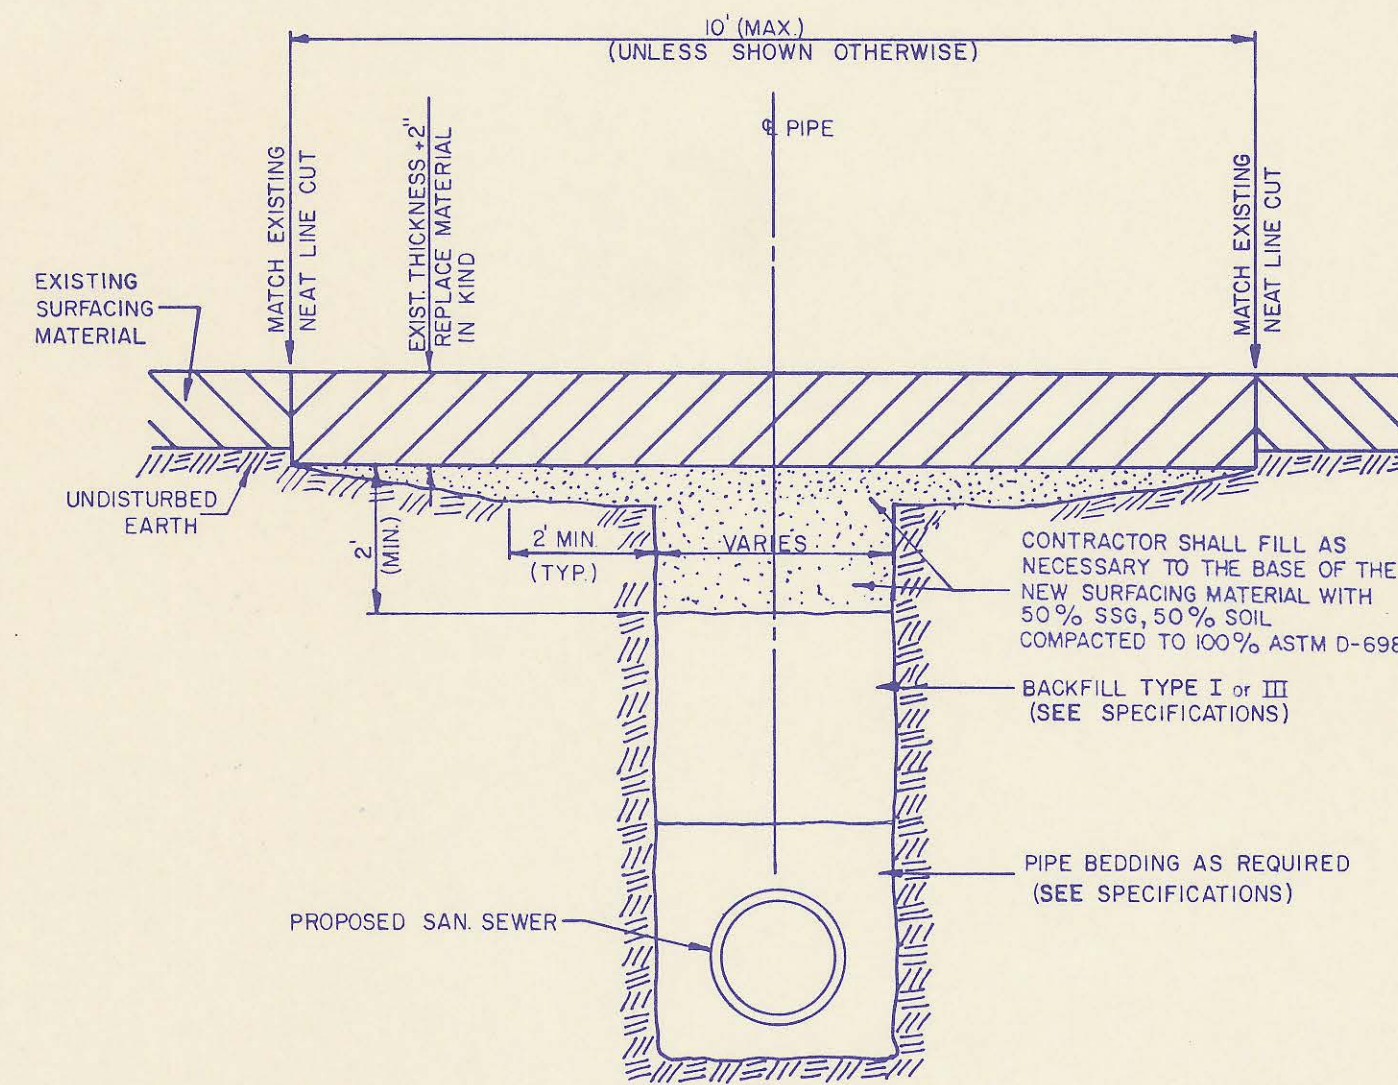 10' (MAX.)
(UNLESS SHOWN OTHERWISE)
℄ PIPE
MATCH EXISTING
NEAT LINE CUT
EXIST. THICKNESS +2"
REPLACE MATERIAL
IN KIND
MATCH EXISTING
NEAT LINE CUT
EXISTING
SURFACING
MATERIAL
UNDISTURBED
EARTH
2'
(MIN.)
2' MIN.
(TYP.)
VARIES
CONTRACTOR SHALL FILL AS
NECESSARY TO THE BASE OF THE
NEW SURFACING MATERIAL WITH
50% SSG, 50% SOIL
COMPACTED TO 100% ASTM D-698
BACKFILL TYPE I or III
(SEE SPECIFICATIONS)
PIPE BEDDING AS REQUIRED
(SEE SPECIFICATIONS)
PROPOSED SAN. SEWER